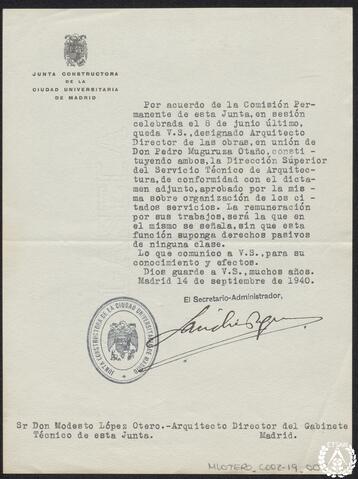 JUNTA CONSTRUCTORA
DE LA
CIUDAD UNIVERSITARIA
DE MADRID
Por acuerdo de la Comisión Per-
manente de esta Junta, en sesión
celebrada el 8 de junio último,
queda V.S., designado Arquitecto
Director de las obras, en unión de
Don Pedro Muguruza Otaño, consti-
tuyendo ambos, la Dirección Superior
del Servicio Técnico de Arquitec-
tura, de conformidad con el dicta-
men adjunto, aprobado por la mis-
ma sobre organización de los ci-
tados servicios. La remuneración
por sus trabajos, será la que en
el mismo se señala, sin que esta
función suponga derechos pasivos
de ninguna clase.
Lo que comunico a V.S., para su
conocimiento y efectos.
Dios guarde a V.S., muchos años.
Madrid 14 de septiembre de 1940.
El Secretario-Administrador,
JUNTA CONSTRUCTORA DE LA CIUDAD UNIVERSITARIA DE MADRID
Sr Don Modesto López Otero.-Arquitecto Director del Gabinete
Técnico de esta Junta. Madrid.